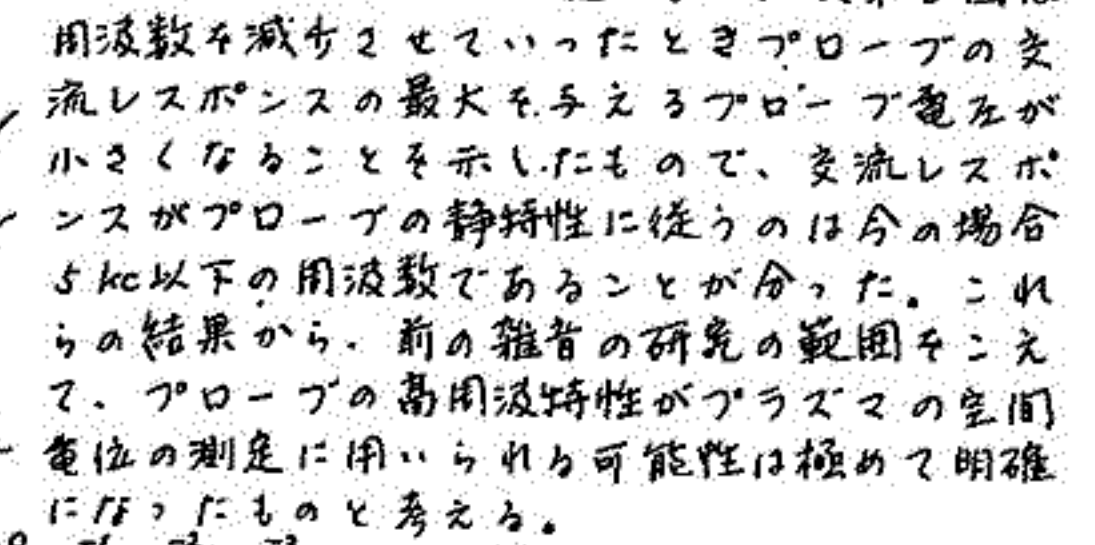 周波数を減少させていったときプローブの交
流レスポンスの最大を与えるプローブ電圧が
小さくなることを示したもので、交流レスポ
ンスがプローブの静特性に従うのは今の場合
5kc以下の周波数であることが分った。これ
らの結果から、前の雑音の研究の範囲をこえ
て、プローブの高周波特性がプラズマの空間
電位の測定に用いられる可能性は極めて明確
になったものと考える。